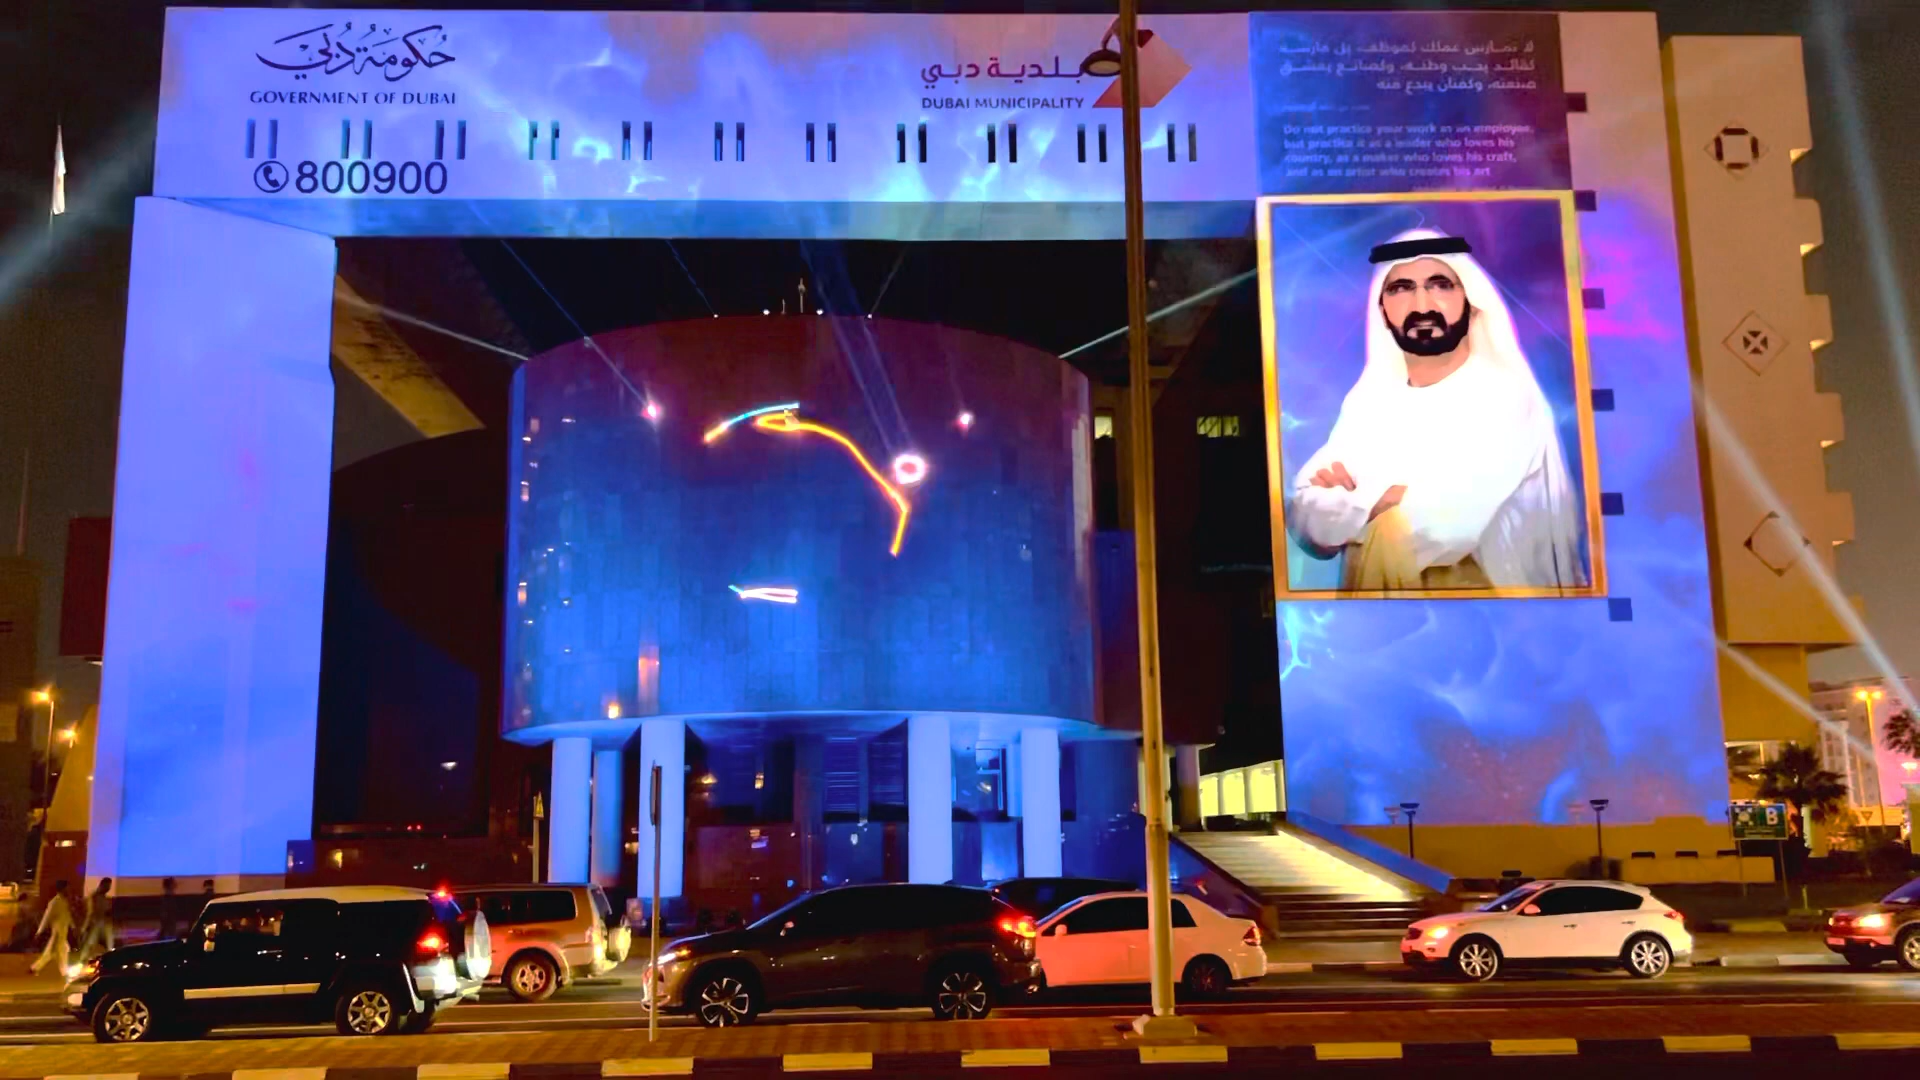 حكومة دبي
GOVERNMENT OF DUBAI
800900
بلدية دبي
DUBAI MUNICIPALITY
لا تمارس عملك كموظف، بل مارسه
كقائد يحب وطنه، وكصانع يعشق
صنعته، وكفنان يبدع فنه
Do not practice your work as an employee,
but practice it as a leader who loves his
country, as a maker who loves his craft,
and as an artist who creates his art
B